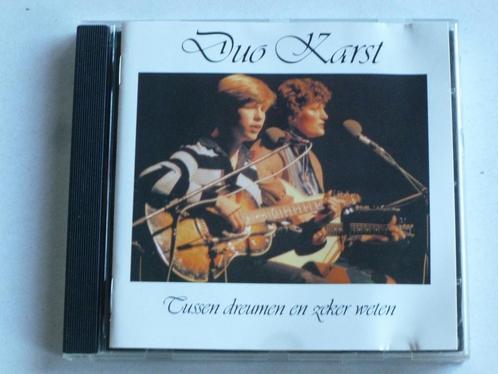 Duo Karst
Tussen dreumen en zeker weten